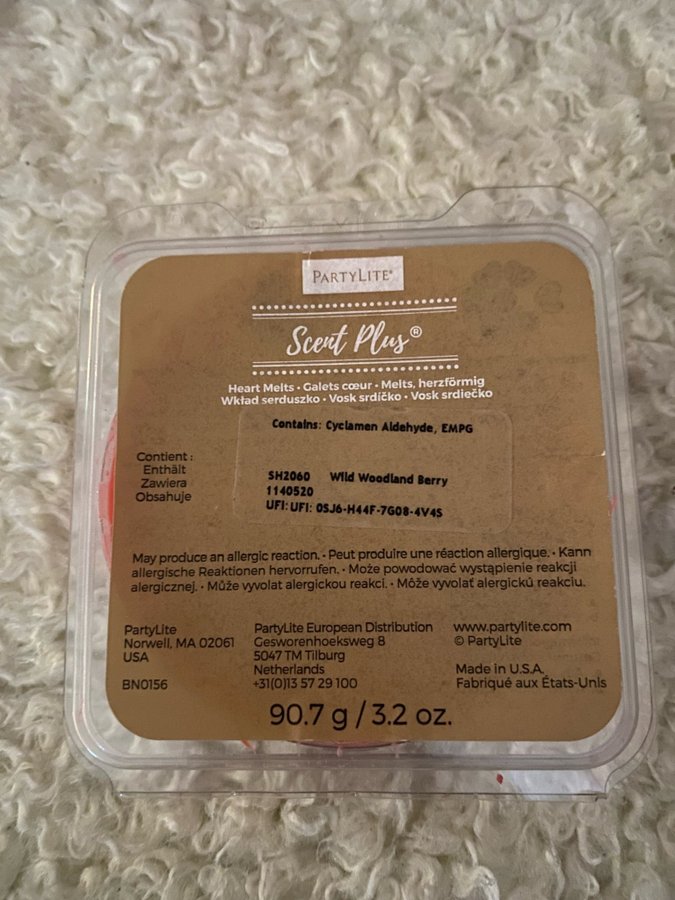 PARTYLITE®
Scent Plus®
Heart Melts • Galets cœur • Melts, herzförmig
Wkład serduszko • Vosk srdíčko • Vosk srdiečko
Contains: Cyclamen Aldehyde, EMPG
Contient :
Enthält
Zawiera
Obsahuje
SH2060 Wild Woodland Berry
1140520
UFI: UFI: 0SJ6-H44F-7G08-4V4S
May produce an allergic reaction. • Peut produire une réaction allergique. • Kann
allergische Reaktionen hervorrufen. • Może powodować wystąpienie reakcji
alergicznej. • Může vyvolat alergickou reakci. • Môže vyvolať alergickú reakciu.
PartyLite
Norwell, MA 02061
USA
BN0156
PartyLite European Distribution
Gesworenhoeksweg 8
5047 TM Tilburg
Netherlands
+31(0)13 57 29 100
www.partylite.com
© PartyLite
Made in U.S.A.
Fabriqué aux États-Unis
90.7 g / 3.2 oz.